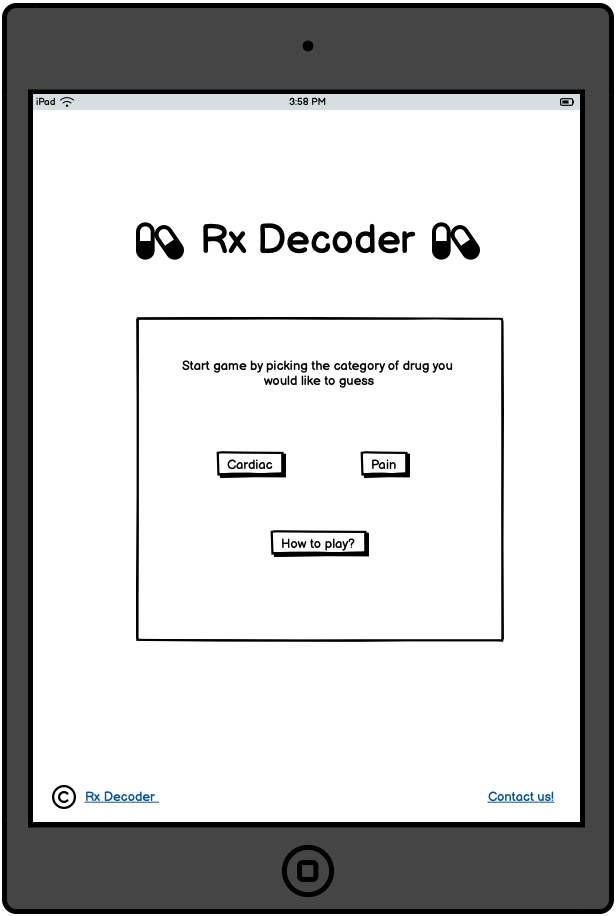 iPad 3:58 PM
Rx Decoder
Start game by picking the category of drug you
would like to guess
Cardiac Pain
How to play?
© Rx Decoder Contact us!